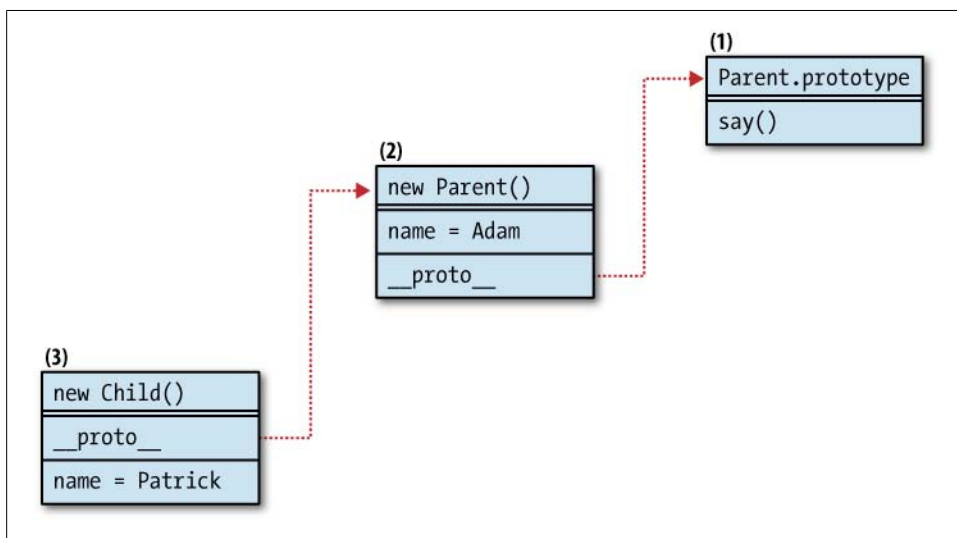 (1)
Parent.prototype
say()
(2)
new Parent()
name = Adam
__proto__
(3)
new Child()
__proto__
name = Patrick